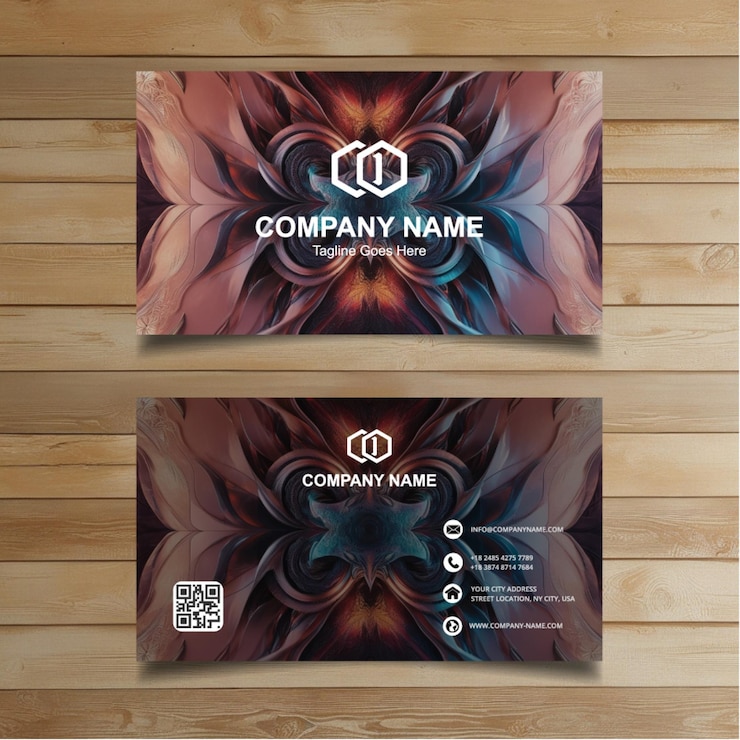 COMPANY NAME
Tagline Goes Here
COMPANY NAME
INFO@COMPANYNAME.COM
+18 2485 4275 7789
+18 3874 8714 7684
YOUR CITY ADDRESS
STREET LOCATION, NY CITY, USA
WWW.COMPANY-NAME.COM